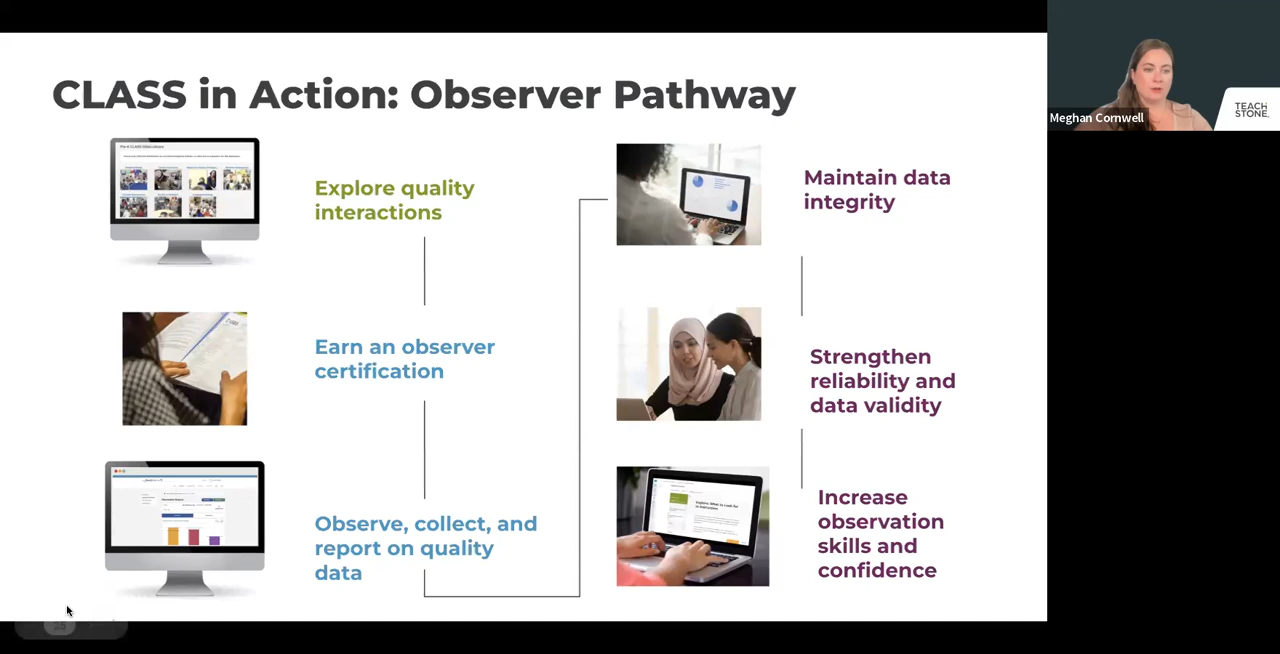 CLASS in Action: Observer Pathway
Explore quality
interactions
Earn an observer
certification
Observe, collect, and
report on quality
data
Maintain data
integrity
Strengthen
reliability and
data validity
Increase
observation
skills and
confidence
Meghan Cornwell
TEACH
STONE